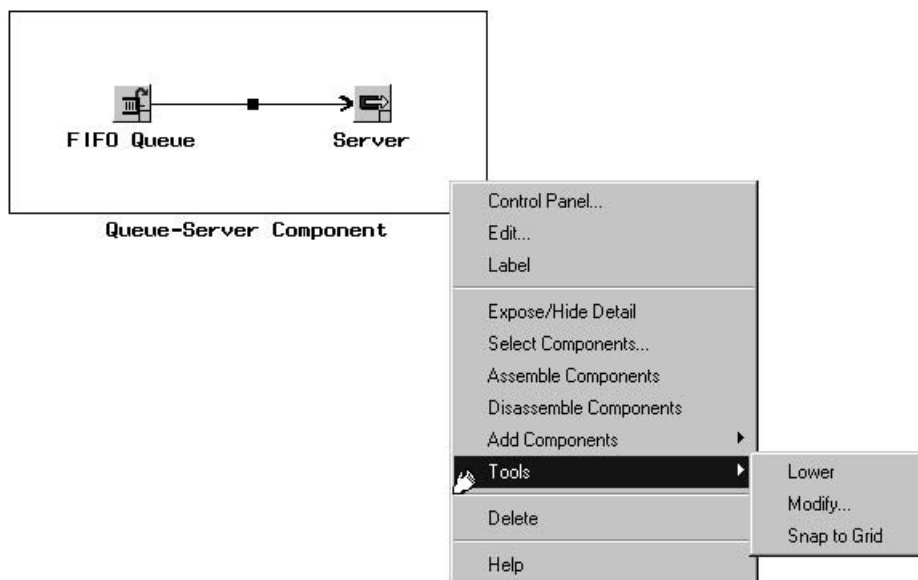 FIFO Queue
Server
Queue-Server Component
Control Panel...
Edit...
Label
Expose/Hide Detail
Select Components...
Assemble Components
Disassemble Components
Add Components
Tools
Lower
Modify...
Snap to Grid
Delete
Help